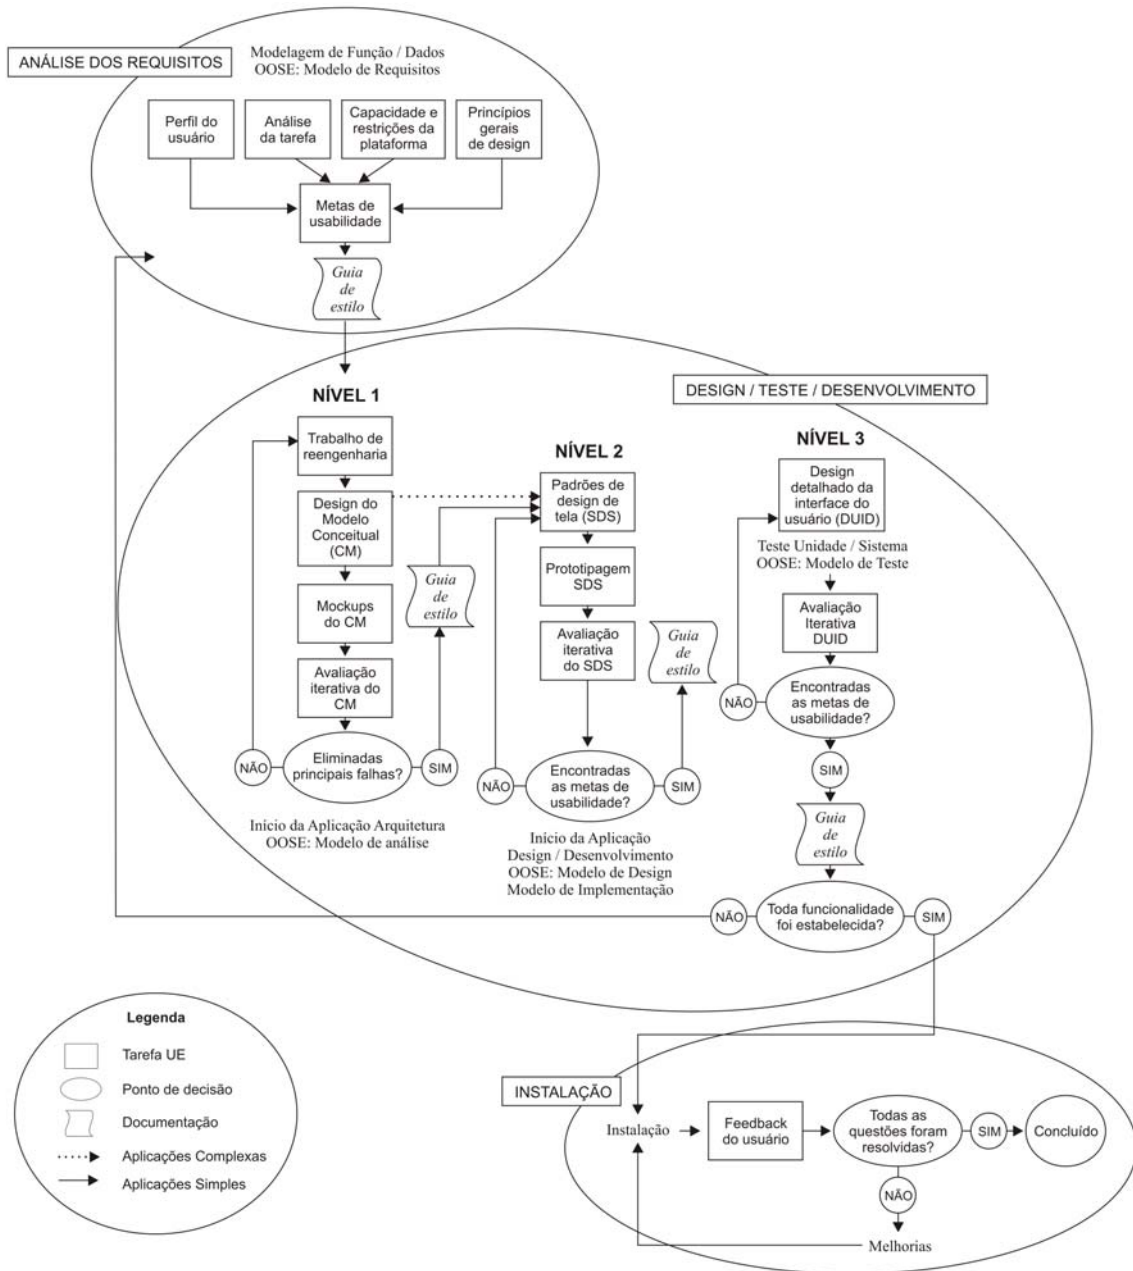 ANÁLISE DOS REQUISITOS
Modelagem de Função / Dados
OOSE: Modelo de Requisitos
Perfil do
usuário
Análise
da tarefa
Capacidade e
restrições da
plataforma
Princípios
gerais
de design
Metas de
usabilidade
Guia
de
estilo
DESIGN / TESTE / DESENVOLVIMENTO
NÍVEL 1
Trabalho de
reengenharia
Design do
Modelo
Conceitual
(CM)
Mockups
do CM
Avaliação
iterativa do
CM
NÃO
Eliminadas
principais falhas?
SIM
Guia
de
estilo
Início da Aplicação Arquitetura
OOSE: Modelo de análise
NÍVEL 2
Padrões de
design de
tela (SDS)
Prototipagem
SDS
Avaliação
iterativa
do SDS
NÃO
Encontradas
as metas de
usabilidade?
SIM
Guia
de
estilo
Início da Aplicação
Design / Desenvolvimento
OOSE: Modelo de Design
Modelo de Implementação
NÍVEL 3
Design
detalhado da
interface do
usuário (DUID)
Teste Unidade / Sistema
OOSE: Modelo de Teste
Avaliação
Iterativa
DUID
NÃO
Encontradas
as metas de
usabilidade?
SIM
Guia
de
estilo
NÃO
Toda funcionalidade
foi estabelecida?
SIM
Legenda
Tarefa UE
Ponto de decisão
Documentação
Aplicações Complexas
Aplicações Simples
INSTALAÇÃO
Instalação
Feedback
do usuário
Todas as
questões foram
resolvidas?
SIM
Concluído
NÃO
Melhorias